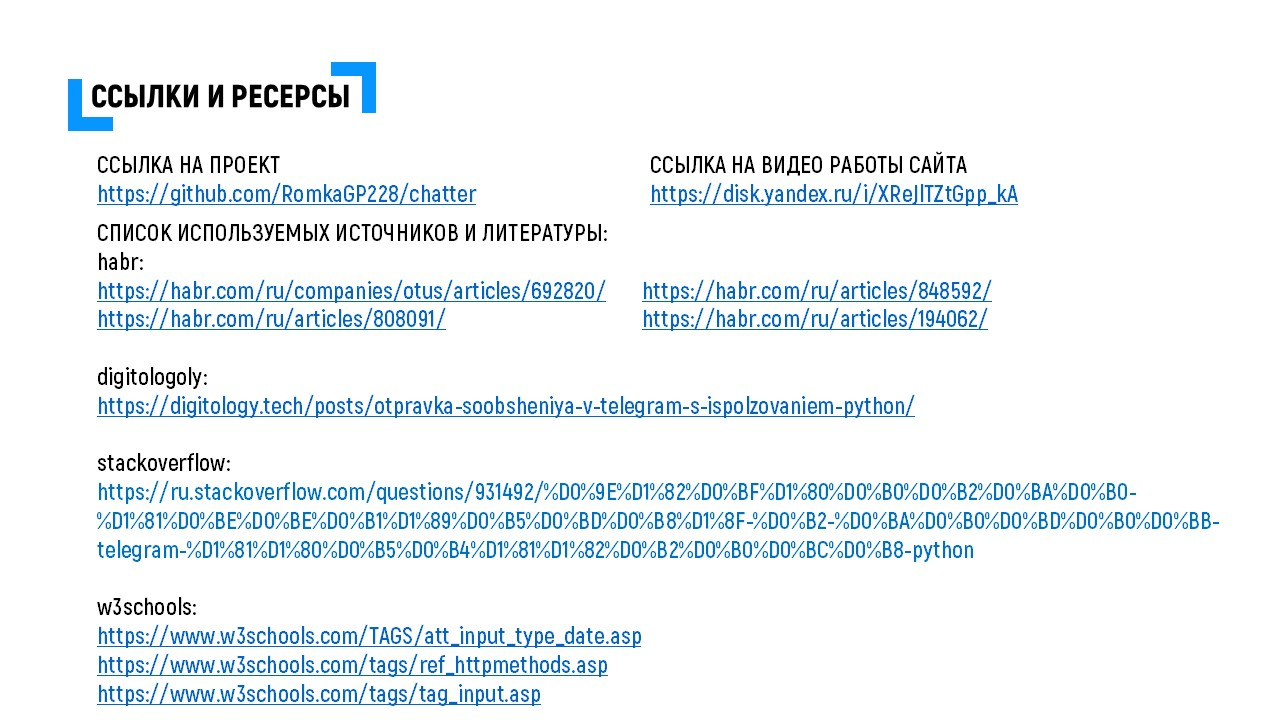 ССЫЛКИ И РЕСЕРСЫ
ССЫЛКА НА ПРОЕКТ
https://github.com/RomkaGP228/chatter
ССЫЛКА НА ВИДЕО РАБОТЫ САЙТА
https://disk.yandex.ru/i/XReJlTZtGpp_kA
СПИСОК ИСПОЛЬЗУЕМЫХ ИСТОЧНИКОВ И ЛИТЕРАТУРЫ:
habr:
https://habr.com/ru/companies/otus/articles/692820/ https://habr.com/ru/articles/848592/
https://habr.com/ru/articles/808091/ https://habr.com/ru/articles/194062/
digitologoly:
https://digitology.tech/posts/otpravka-soobsheniya-v-telegram-s-ispolzovaniem-python/
stackoverflow:
https://ru.stackoverflow.com/questions/931492/%D0%9E%D1%82%D0%BF%D1%80%D0%B0%D0%B2%D0%BA%D0%B0-
%D1%81%D0%BE%D0%BE%D0%B1%D1%89%D0%B5%D0%BD%D0%B8%D1%8F-%D0%B2-%D0%BA%D0%B0%D0%BD%D0%B0%D0%BB-
telegram-%D1%81%D1%80%D0%B5%D0%B4%D1%81%D1%82%D0%B2%D0%B0%D0%BC%D0%B8-python
w3schools:
https://www.w3schools.com/TAGS/att_input_type_date.asp
https://www.w3schools.com/tags/ref_httpmethods.asp
https://www.w3schools.com/tags/tag_input.asp